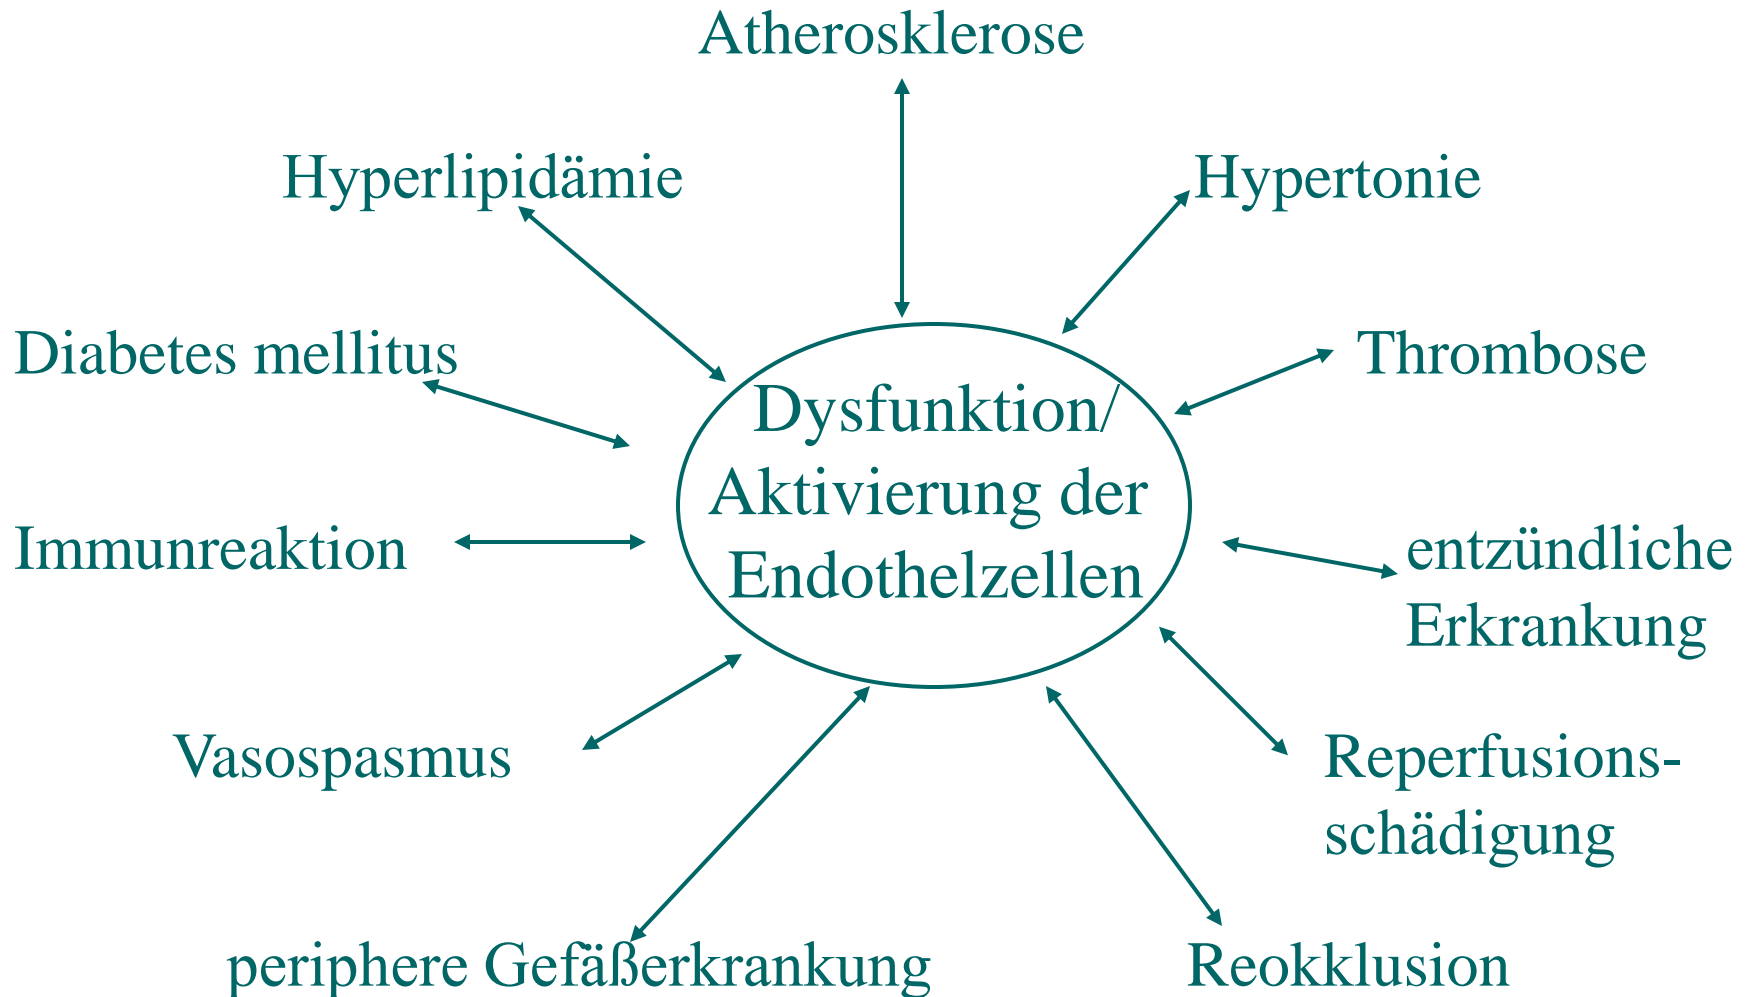 Atherosklerose
Hyperlipidämie
Hypertonie
Diabetes mellitus
Thrombose
Dysfunktion/
Aktivierung der
Endothelzellen
Immunreaktion
entzündliche
Erkrankung
Vasospasmus
Reperfusions-
schädigung
periphere Gefäßerkrankung
Reokklusion